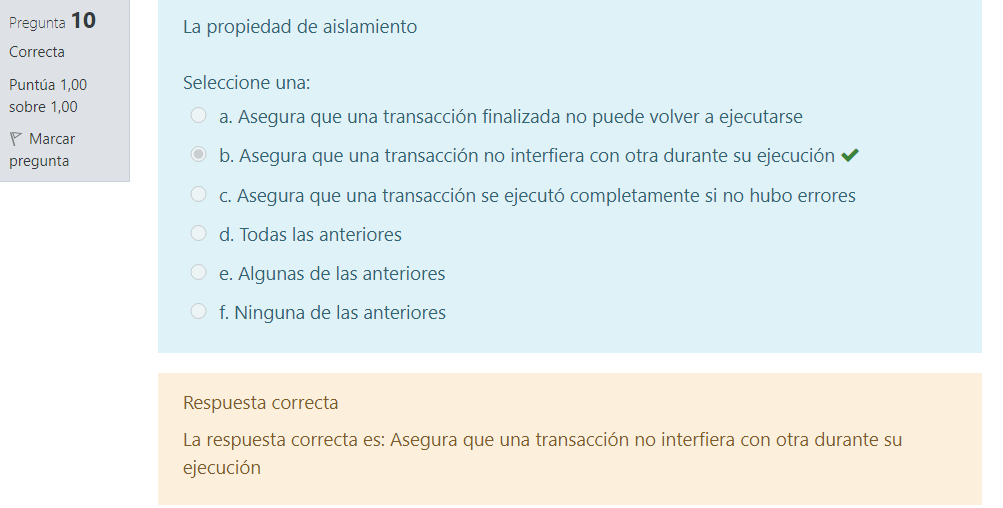 Pregunta 10
Correcta
Puntúa 1,00
sobre 1,00
Marcar
pregunta
La propiedad de aislamiento
Seleccione una:
a. Asegura que una transacción finalizada no puede volver a ejecutarse
b. Asegura que una transacción no interfiera con otra durante su ejecución
c. Asegura que una transacción se ejecutó completamente si no hubo errores
d. Todas las anteriores
e. Algunas de las anteriores
f. Ninguna de las anteriores
Respuesta correcta
La respuesta correcta es: Asegura que una transacción no interfiera con otra durante su
ejecución